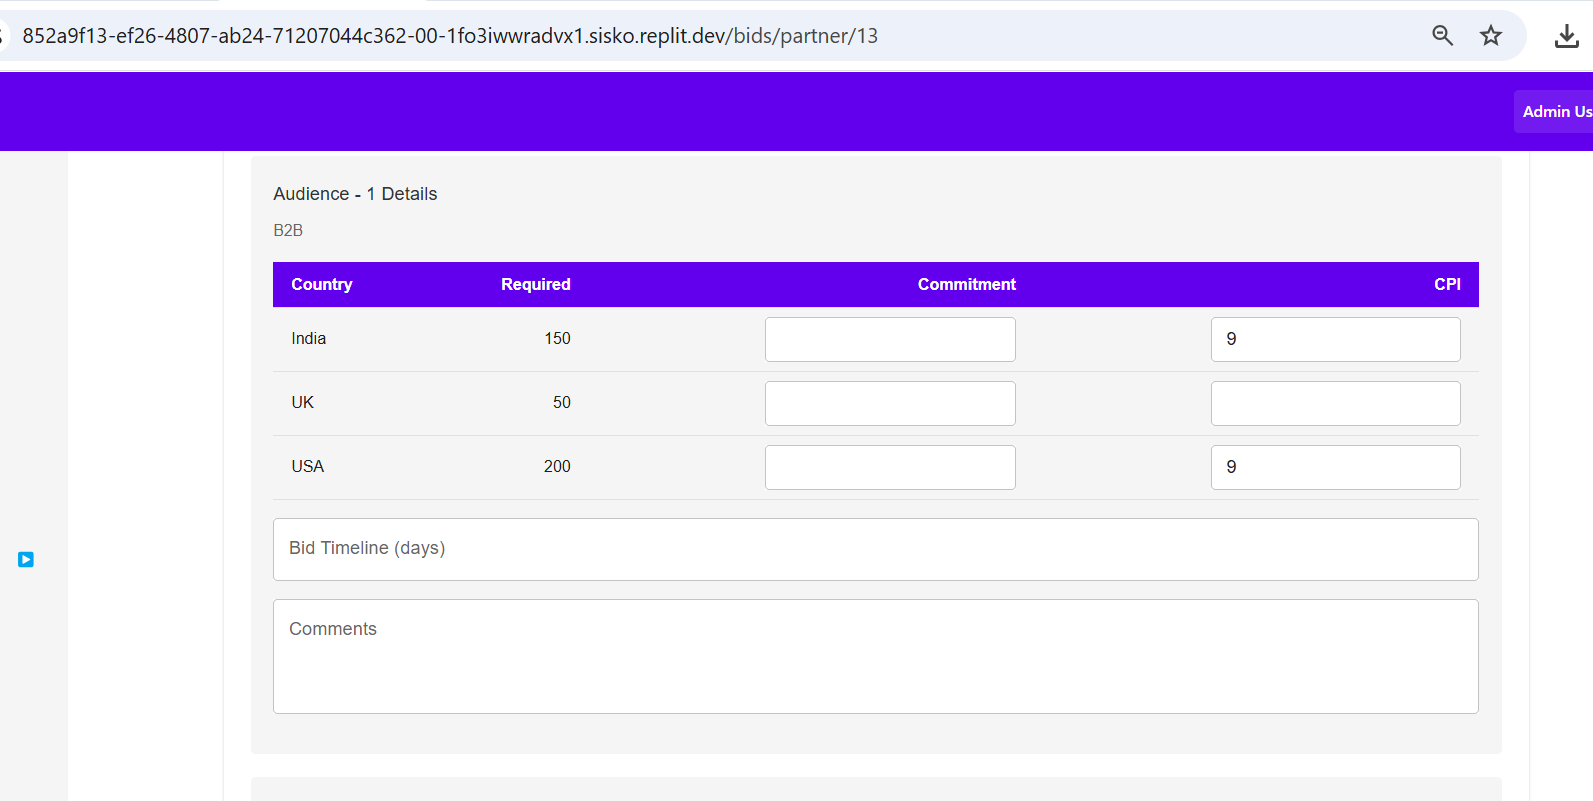 852a9f13-ef26-4807-ab24-71207044c362-00-1fo3iwwradvx1.sisko.replit.dev/bids/partner/13
Admin Us
Audience - 1 Details
B2B
Country Required Commitment CPI
India 150 9
UK 50
USA 200 9
Bid Timeline (days)
Comments